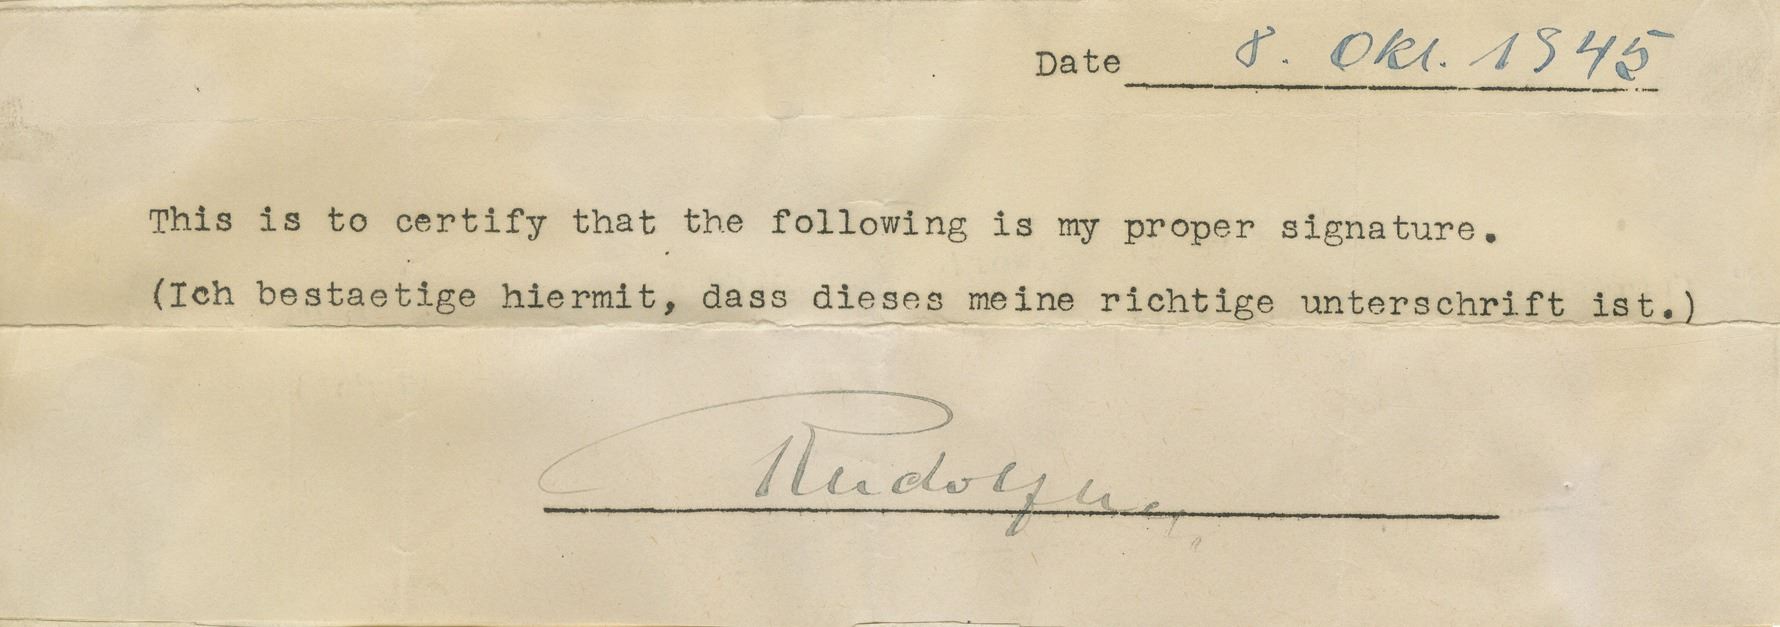 Date 8. Okt. 1945
This is to certify that the following is my proper signature.
(Ich bestaetige hiermit, dass dieses meine richtige unterschrift ist.)
Rudolf